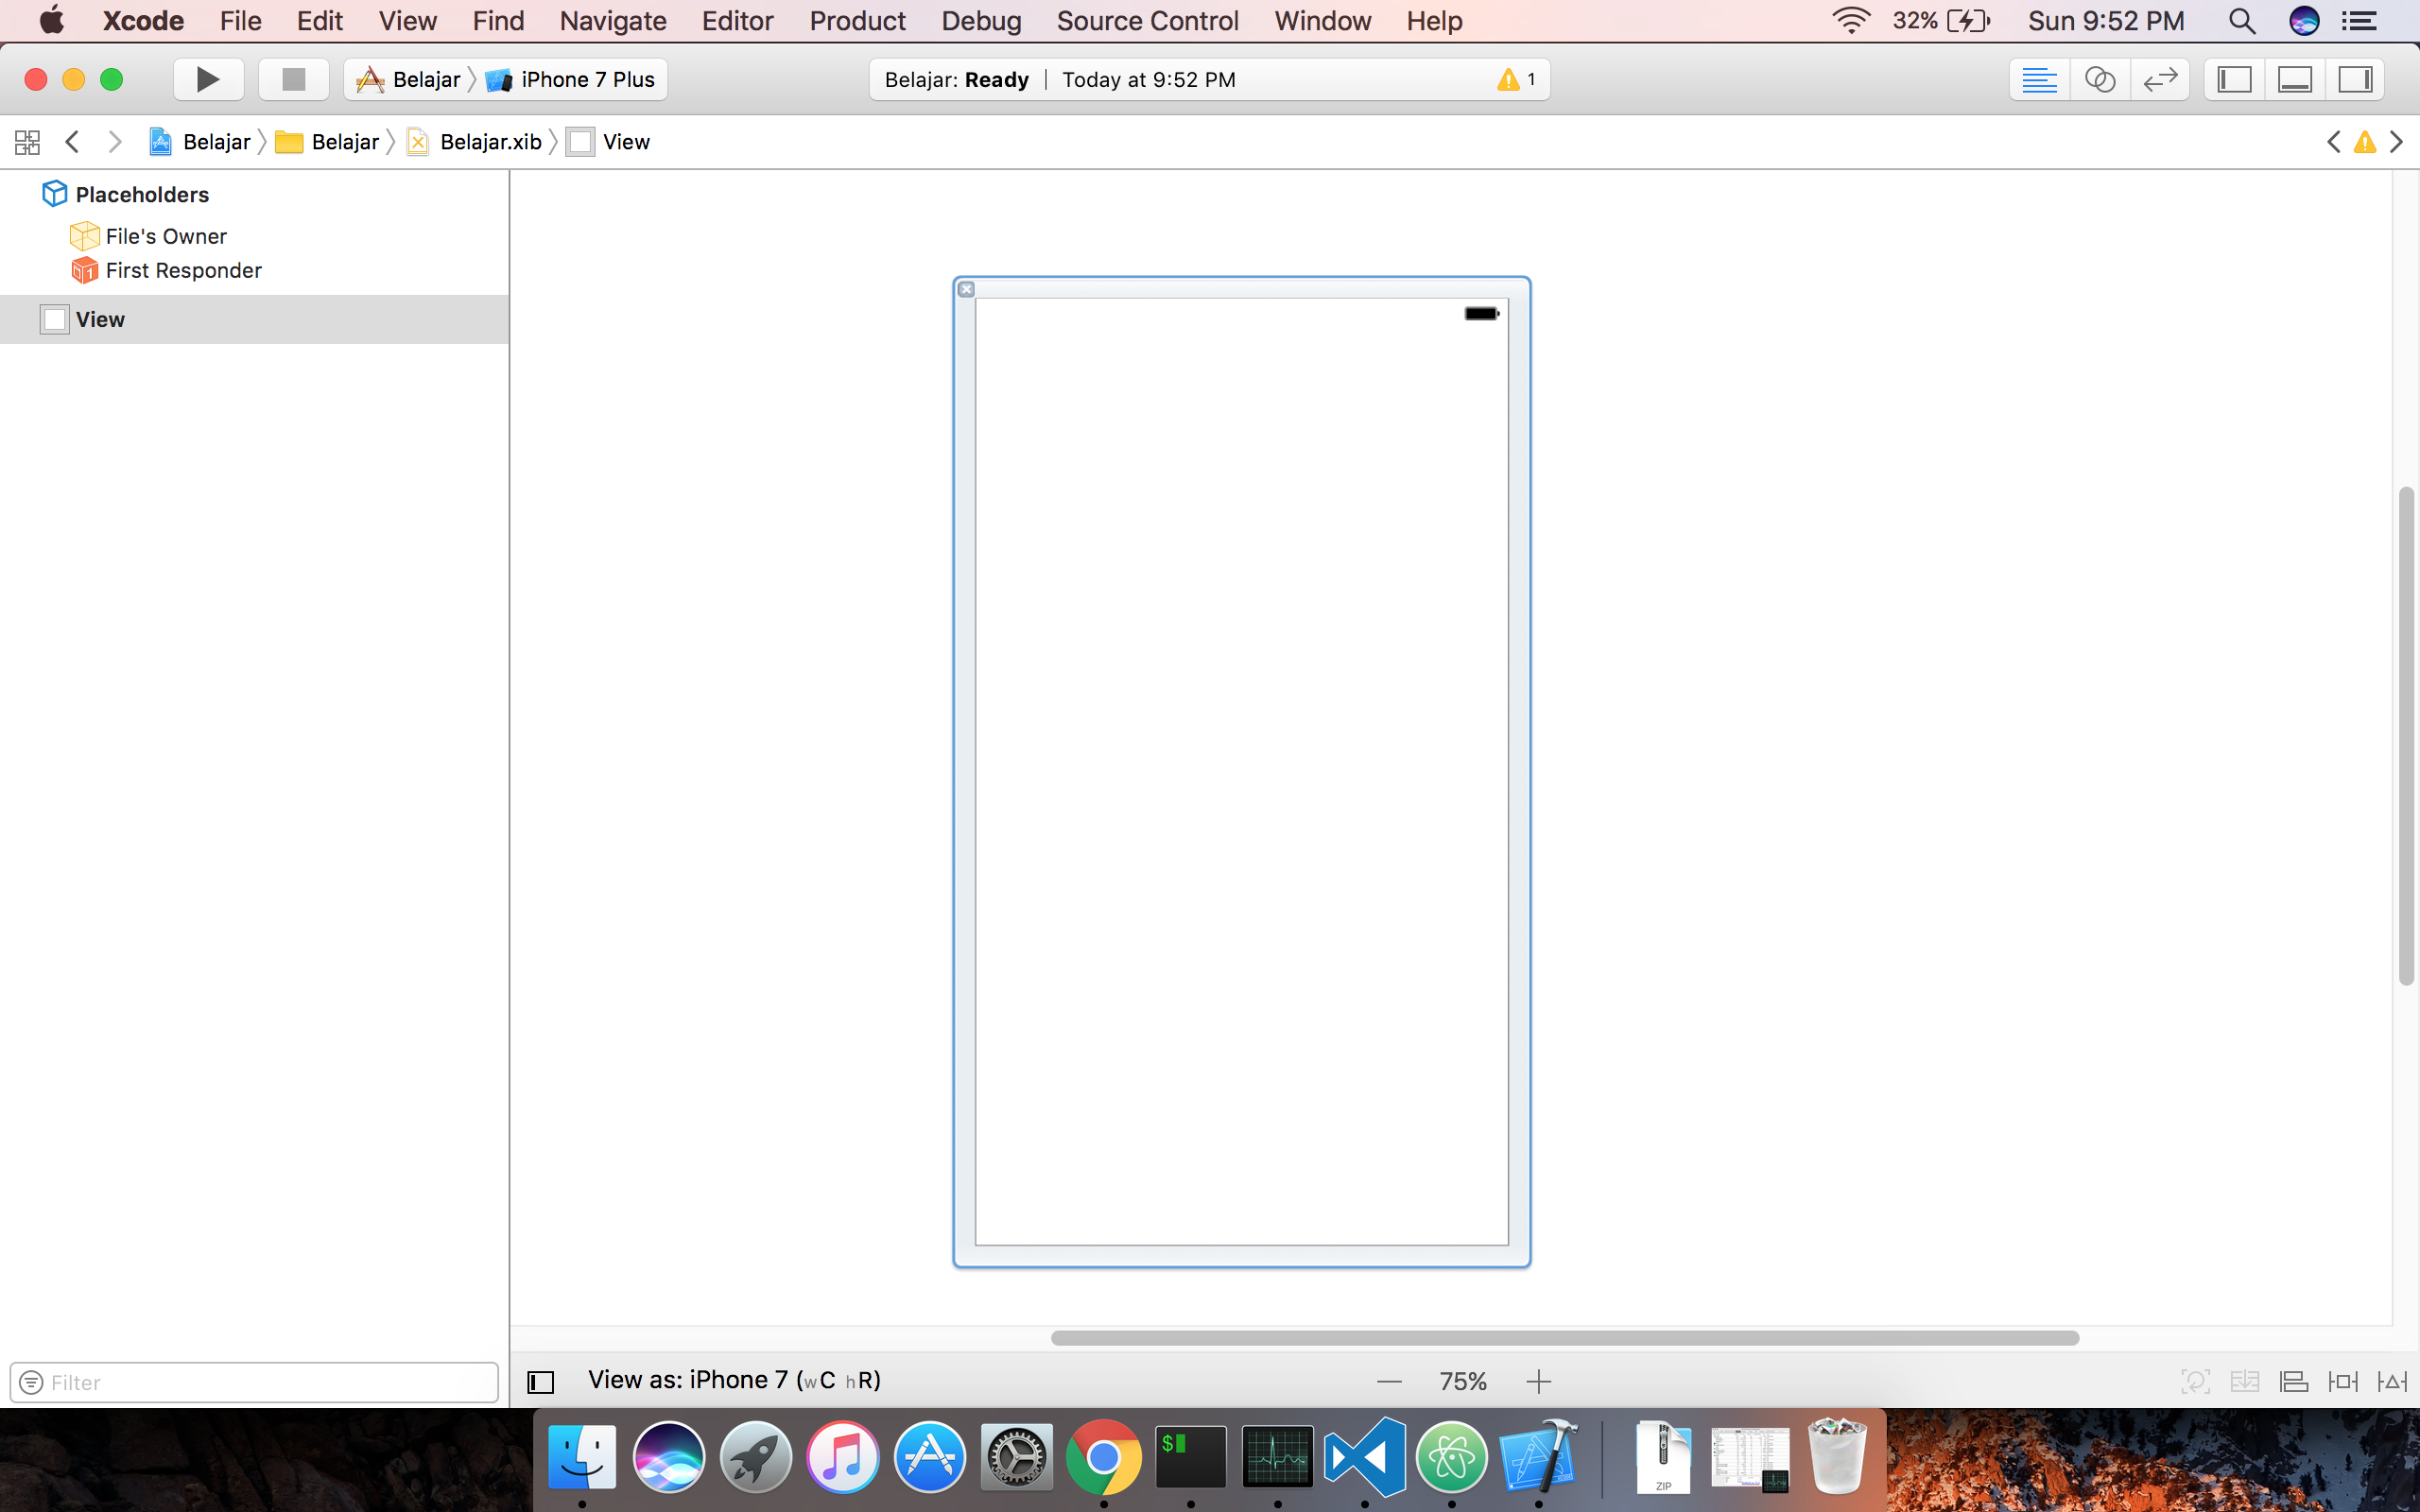 Xcode File Edit View Find Navigate Editor Product Debug Source Control Window Help 32% Sun 9:52 PM
Belajar iPhone 7 Plus Belajar: Ready Today at 9:52 PM 1
Belajar Belajar Belajar.xib View
Placeholders
File's Owner
First Responder
View
Filter
View as: iPhone 7 (wC hR) 75%
$
ZIP